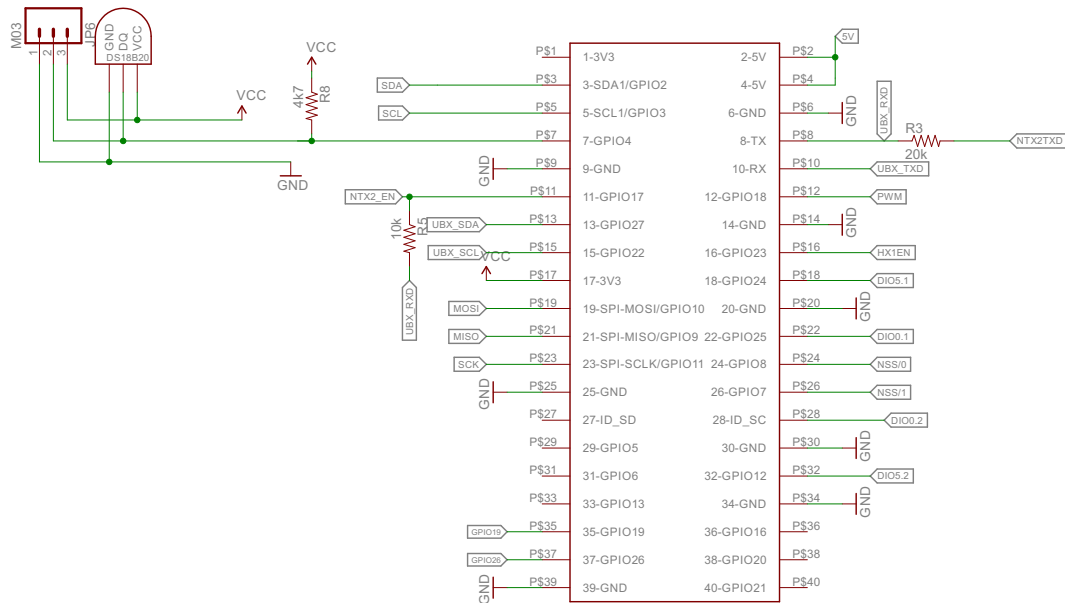 M03
JP6
1
2
3
GND
DQ
VCC
DS18B20
VCC
GND
VCC
4k7
R8
SDA
SCL
GND
NTX2_EN
10k
R5
UBX_RXD
UBX_SDA
UBX_SCL
VCC
MOSI
MISO
SCK
GND
GPIO19
GPIO26
GND
P$1 1-3V3 2-5V P$2
P$3 3-SDA1/GPIO2 4-5V P$4
P$5 5-SCL1/GPIO3 6-GND P$6
P$7 7-GPIO4 8-TX P$8
P$9 9-GND 10-RX P$10
P$11 11-GPIO17 12-GPIO18 P$12
P$13 13-GPIO27 14-GND P$14
P$15 15-GPIO22 16-GPIO23 P$16
P$17 17-3V3 18-GPIO24 P$18
P$19 19-SPI-MOSI/GPIO10 20-GND P$20
P$21 21-SPI-MISO/GPIO9 22-GPIO25 P$22
P$23 23-SPI-SCLK/GPIO11 24-GPIO8 P$24
P$25 25-GND 26-GPIO7 P$26
P$27 27-ID_SD 28-ID_SC P$28
P$29 29-GPIO5 30-GND P$30
P$31 31-GPIO6 32-GPIO12 P$32
P$33 33-GPIO13 34-GND P$34
P$35 35-GPIO19 36-GPIO16 P$36
P$37 37-GPIO26 38-GPIO20 P$38
P$39 39-GND 40-GPIO21 P$40
5V
GND
UBX_RXD
R3
20k
NTX2TXD
UBX_TXD
PWM
GND
HX1EN
DIO5.1
GND
DIO0.1
NSS/0
NSS/1
DIO0.2
GND
DIO5.2
GND